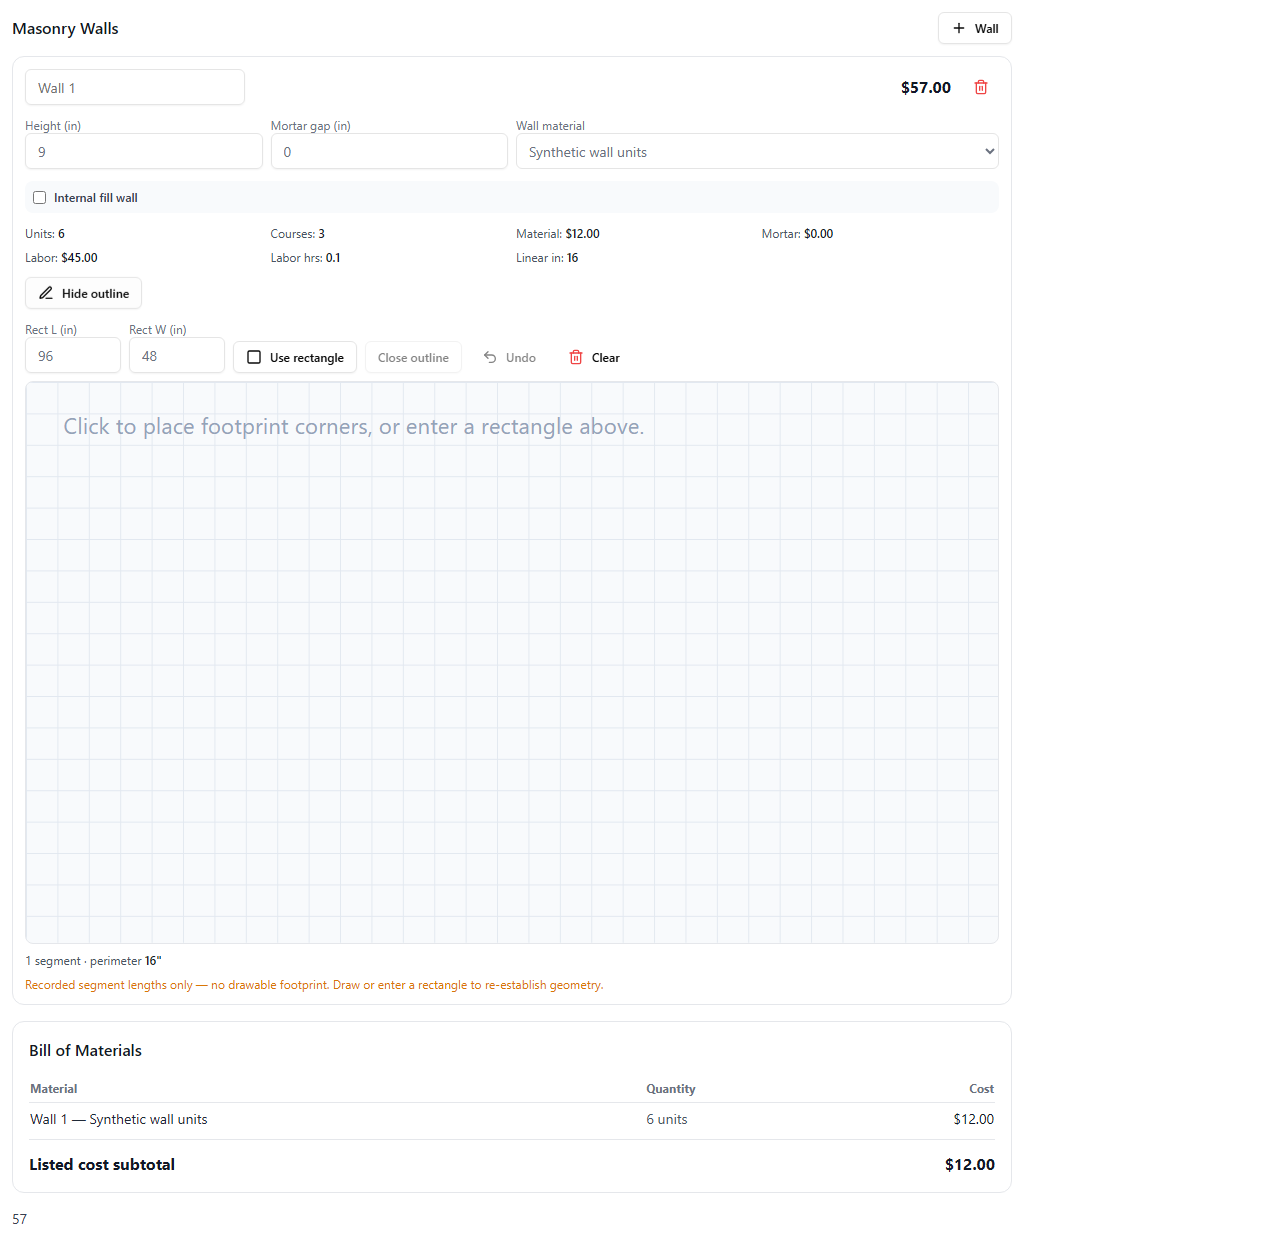 Masonry Walls
Wall
Wall 1
$57.00
Height (in)
Mortar gap (in)
Wall material
9
0
Synthetic wall units
Internal fill wall
Units: 6
Courses: 3
Material: $12.00
Mortar: $0.00
Labor: $45.00
Labor hrs: 0.1
Linear in: 16
Hide outline
Rect L (in)
Rect W (in)
96
48
Use rectangle
Close outline
Undo
Clear
Click to place footprint corners, or enter a rectangle above.
1 segment · perimeter 16"
Recorded segment lengths only — no drawable footprint. Draw or enter a rectangle to re-establish geometry.
Bill of Materials
Material
Quantity
Cost
Wall 1 — Synthetic wall units
6 units
$12.00
Listed cost subtotal
$12.00
57